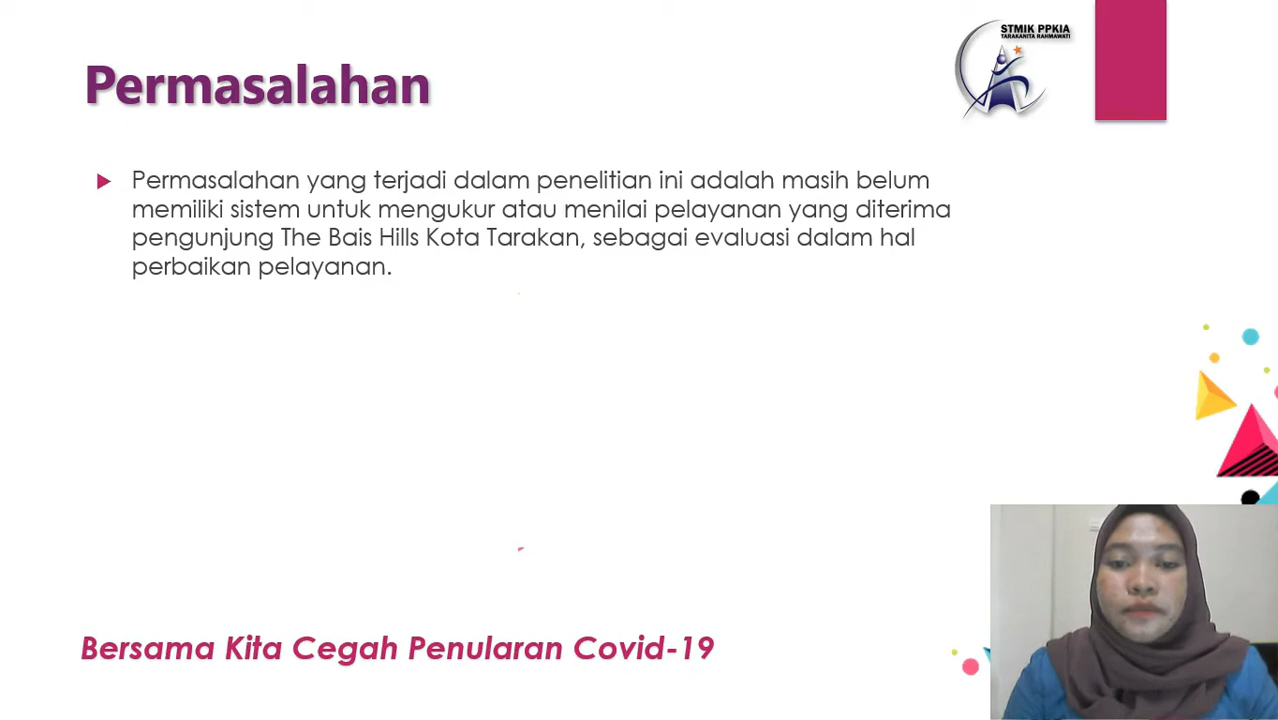 STMIK PPKIA
TARAKANITA RAHMAWATI
Permasalahan
Permasalahan yang terjadi dalam penelitian ini adalah masih belum
memiliki sistem untuk mengukur atau menilai pelayanan yang diterima
pengunjung The Bais Hills Kota Tarakan, sebagai evaluasi dalam hal
perbaikan pelayanan.
Bersama Kita Cegah Penularan Covid-19